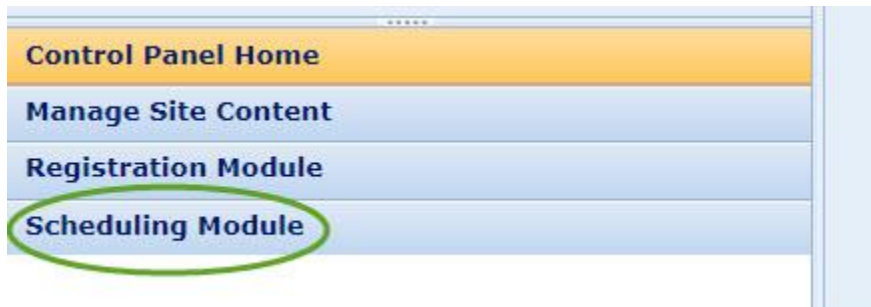 Control Panel Home
Manage Site Content
Registration Module
Scheduling Module